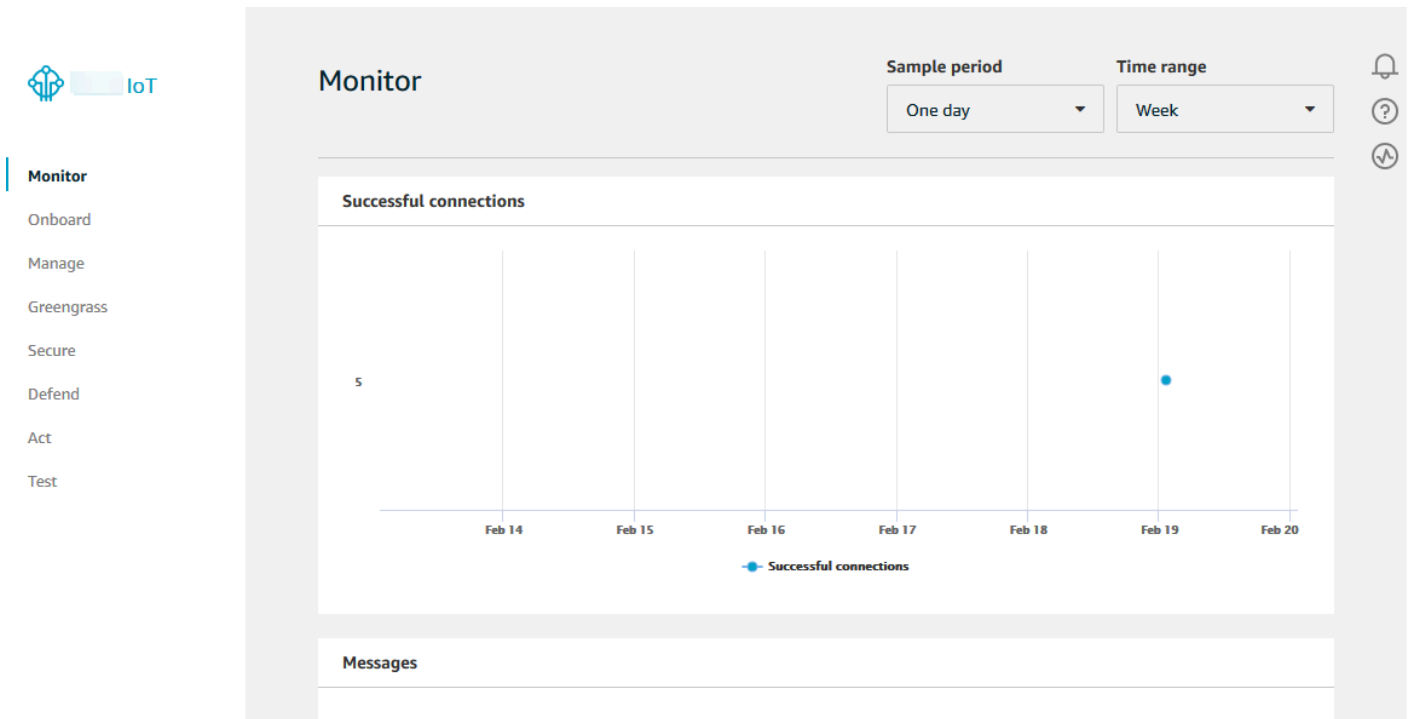 IoT
Monitor
Onboard
Manage
Greengrass
Secure
Defend
Act
Test
Monitor
Sample period
One day
Time range
Week
Successful connections
5
Feb 14 Feb 15 Feb 16 Feb 17 Feb 18 Feb 19 Feb 20
Successful connections
Messages